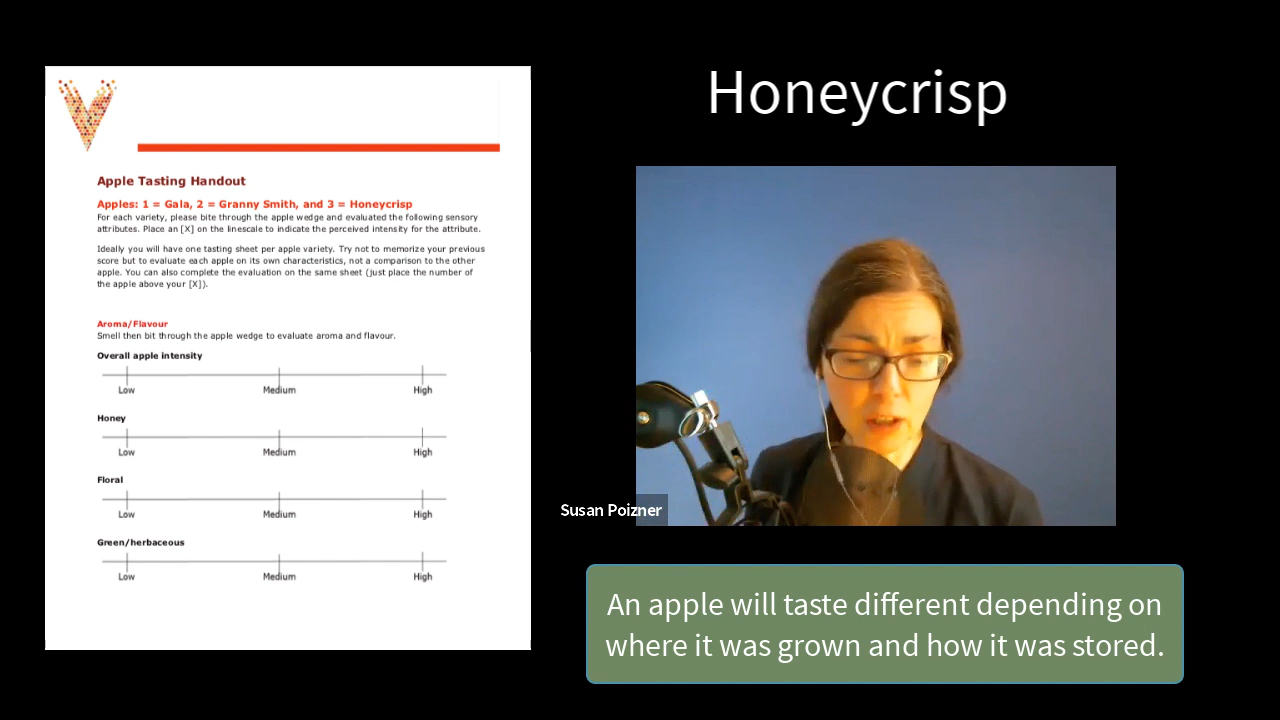 Apple Tasting Handout
Apples: 1 = Gala, 2 = Granny Smith, and 3 = Honeycrisp
For each variety, please bite through the apple wedge and evaluated the following sensory
attributes. Place an [X] on the linescale to indicate the perceived intensity for the attribute.
Ideally you will have one tasting sheet per apple variety. Try not to memorize your previous
score but to evaluate each apple on its own characteristics, not a comparison to the other
apple. You can also complete the evaluation on the same sheet (just place the number of
the apple above your [X]).
Aroma/Flavour
Smell then bit through the apple wedge to evaluate aroma and flavour.
Overall apple intensity
Low Medium High
Honey
Low Medium High
Floral
Low Medium High
Green/herbaceous
Low Medium High
Honeycrisp
Susan Poizner
An apple will taste different depending on
where it was grown and how it was stored.